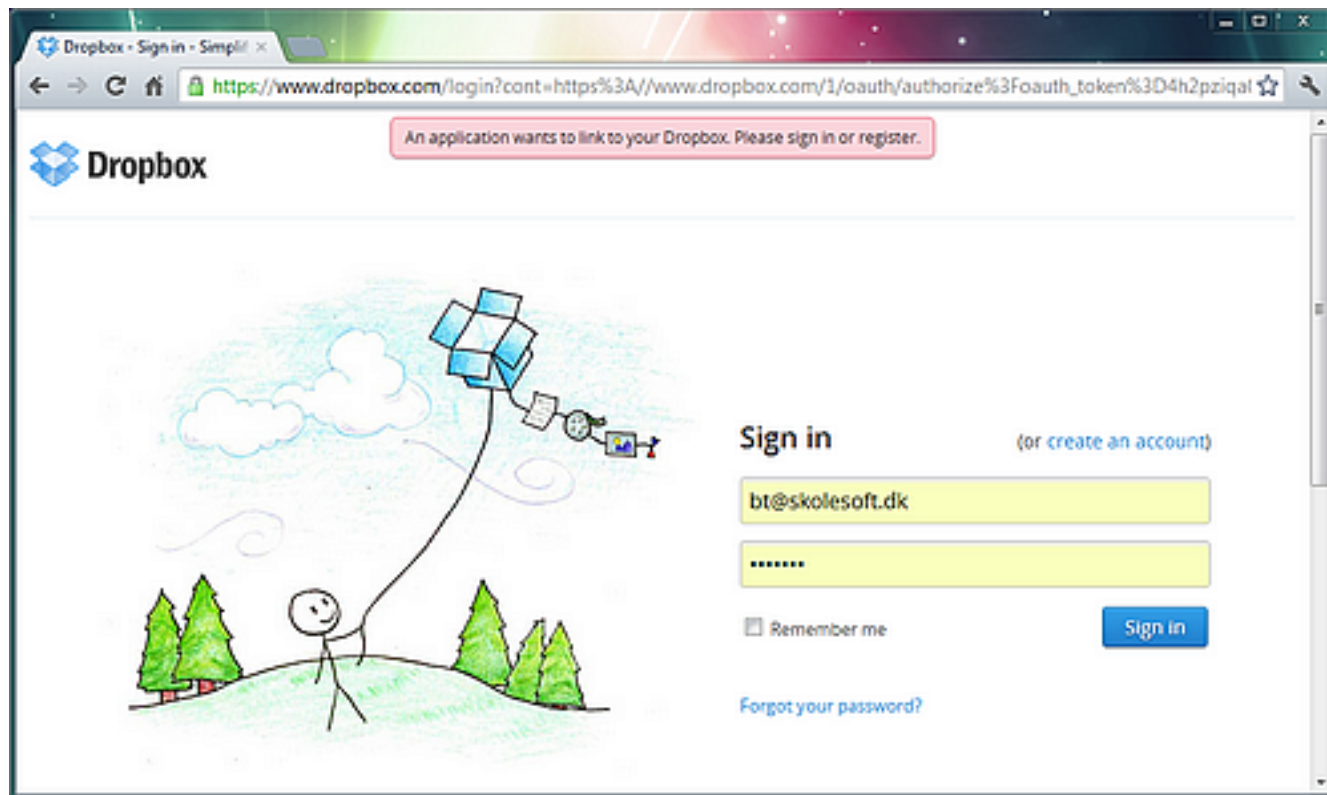 Dropbox - Sign in - Simplif
https://www.dropbox.com/login?cont=https%3A//www.dropbox.com/1/oauth/authorize%3Foauth_token%3D4h2pziqal
An application wants to link to your Dropbox. Please sign in or register.
Dropbox
Sign in (or create an account)
bt@skolesoft.dk
•••••••
Remember me Sign in
Forgot your password?